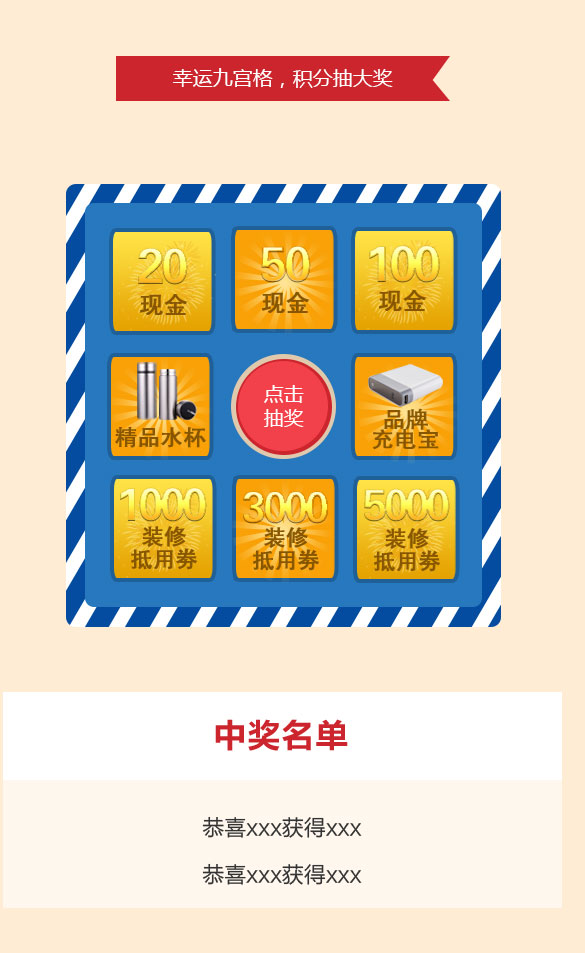 幸运九宫格，积分抽大奖
20
现金
50
现金
100
现金
精品水杯
点击
抽奖
品牌
充电宝
1000
装修
抵用劵
3000
装修
抵用劵
5000
装修
抵用劵
中奖名单
恭喜xxx获得xxx
恭喜xxx获得xxx